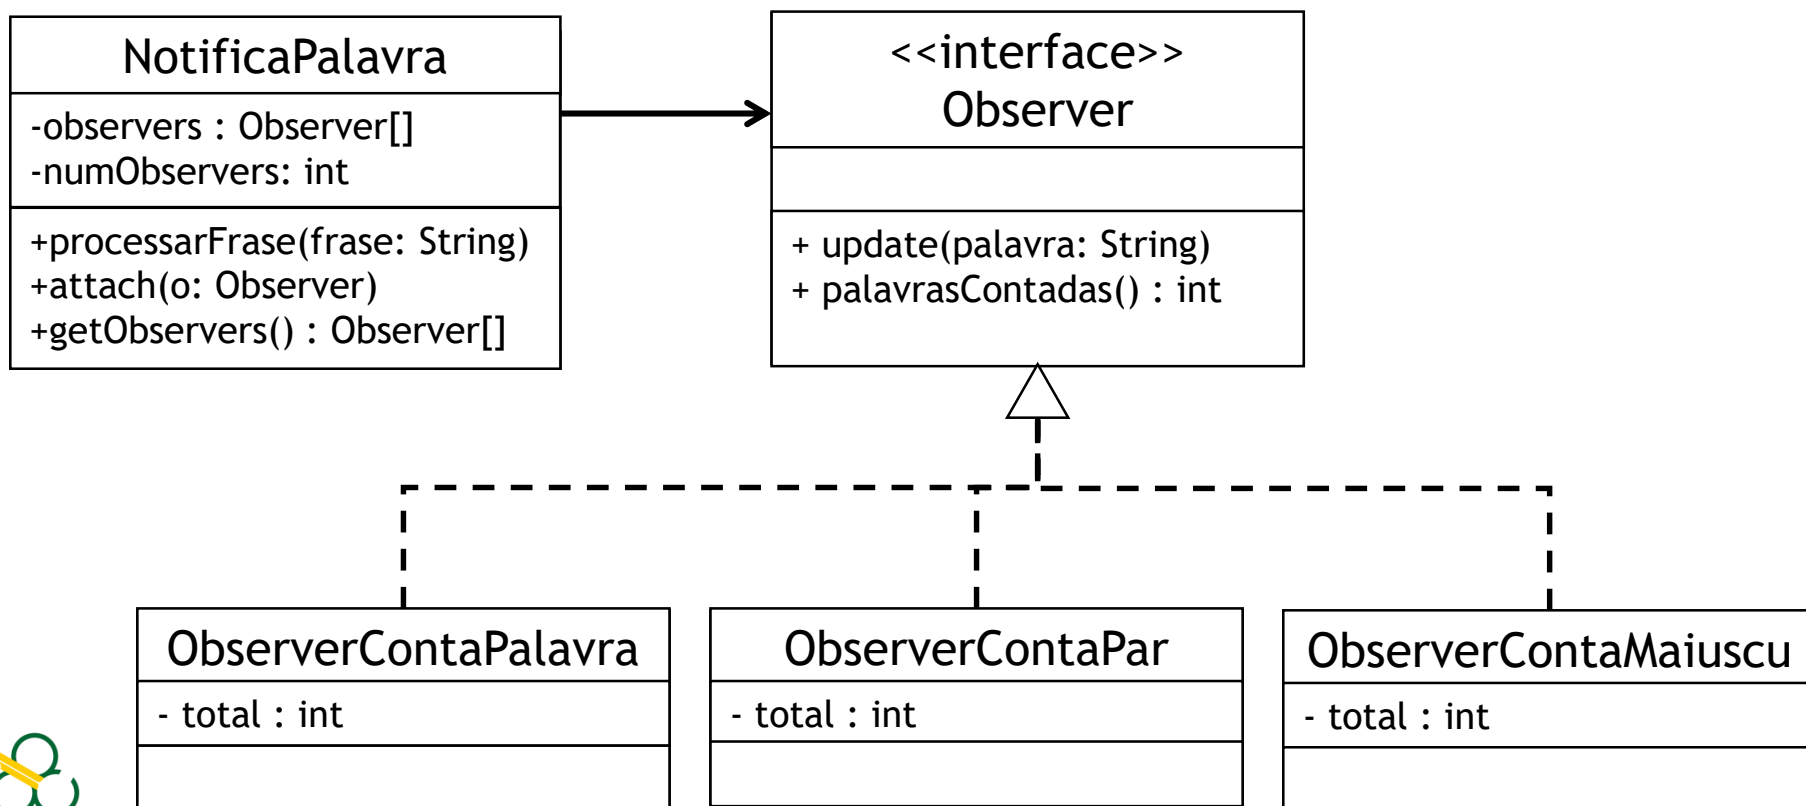 NotificaPalavra
-observers : Observer[]
-numObservers: int
+processarFrase(frase: String)
+attach(o: Observer)
+getObservers() : Observer[]
<<interface>>
Observer
+ update(palavra: String)
+ palavrasContadas() : int
ObserverContaPalavra
- total : int
ObserverContaPar
- total : int
ObserverContaMaiuscu
- total : int